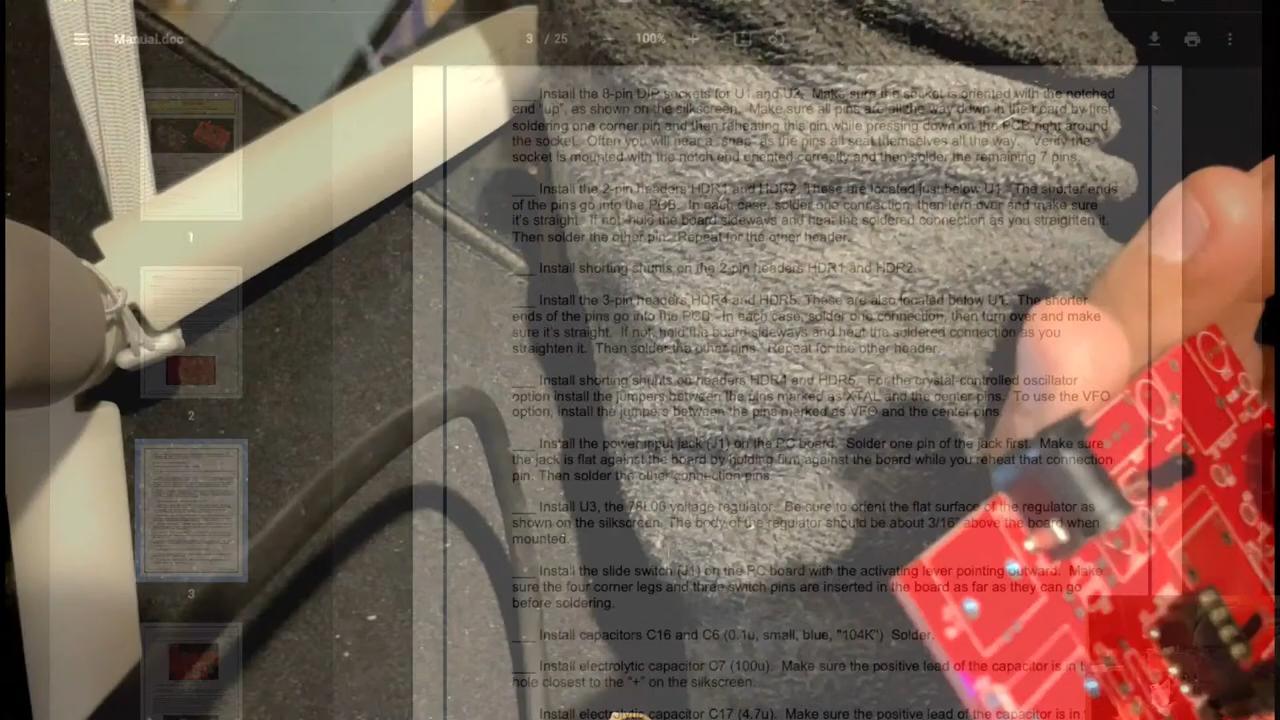 Manual.doc
3 / 25
100%
Install the 8-pin DIP sockets for U1 and U2. Make sure the socket is oriented with the notched
end "up", as shown on the silkscreen. Make sure all pins are all the way down in the board by first
soldering one corner pin and then reheating this pin while pressing down on the PCB right around
the socket. Often you will hear a "snap" as the pins all seat themselves all the way. Verify the
socket is mounted with the notch end oriented correctly and then solder the remaining 7 pins.
Install the 2-pin headers HDR1 and HDR2. These are located just below U1. The shorter ends
of the pins go into the PCB. In each case, solder one connection, then turn over and make sure
it's straight. If not, hold the board sideways and heat the soldered connection as you straighten it.
Then solder the other pin. Repeat for the other header.
Install shorting shunts on the 2-pin headers HDR1 and HDR2.
Install the 3-pin headers HDR4 and HDR5. These are also located below U1. The shorter
ends of the pins go into the PCB. In each case, solder one connection, then turn over and make
sure it's straight. If not, hold the board sideways and heat the soldered connection as you
straighten it. Then solder the other pins. Repeat for the other header.
Install shorting shunts on headers HDR4 and HDR5. For the crystal-controlled oscillator
option install the jumpers between the pins marked as XTAL and the center pins. To use the VFO
option, install the jumpers between the pins marked as VFO and the center pins.
Install the power input jack (J1) on the PC board. Solder one pin of the jack first. Make sure
the jack is flat against the board by holding firm against the board while you reheat that connection
pin. Then solder the other connection pins.
Install U3, the 78L06 voltage regulator. Be sure to orient the flat surface of the regulator as
shown on the silkscreen. The body of the regulator should be about 3/16" above the board when
mounted.
Install the slide switch (J1) on the PC board with the activating lever pointing outward. Make
sure the four corner legs and three switch pins are inserted in the board as far as they can go
before soldering.
Install capacitors C16 and C6 (0.1u, small, blue, "104K") Solder.
Install electrolytic capacitor C7 (100u). Make sure the positive lead of the capacitor is in t
hole closest to the "+" on the silkscreen.
Install electrolytic capacitor C17 (4.7u). Make sure the positive lead of the capacitor is in
1
2
3